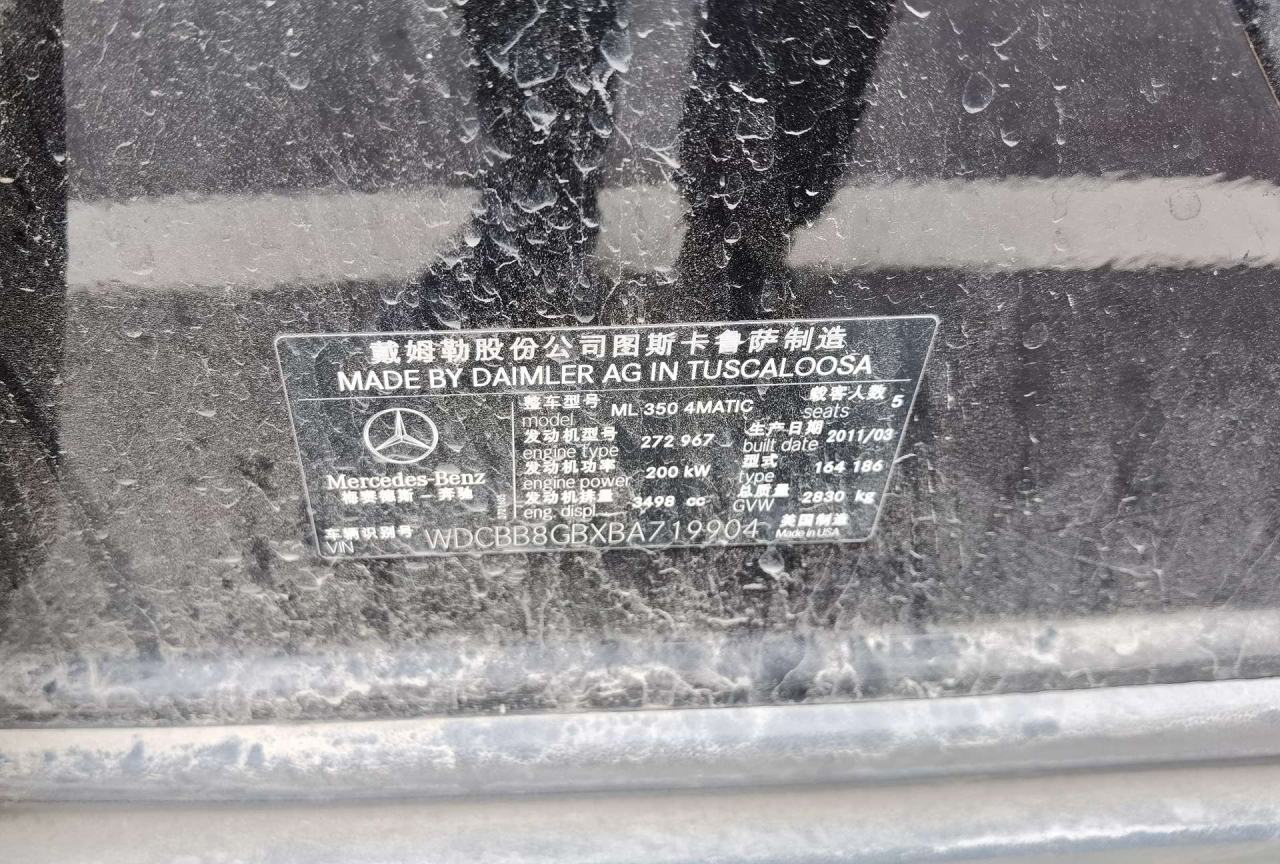 戴姆勒股份公司图斯卡鲁萨制造
MADE BY DAIMLER AG IN TUSCALOOSA
整车型号 model ML 350 4MATIC 载客人数 seats 5
发动机型号 engine type 272 967 生产日期 built date 2011/03
发动机功率 engine power 200 kW 型式 type 164 186
发动机排量 eng. displ. 3498 cc 总质量 GVW 2830 kg
Mercedes-Benz
梅赛德斯－奔驰
车辆识别号 VIN WDCBB8GBXBA719904 美国制造 Made in USA